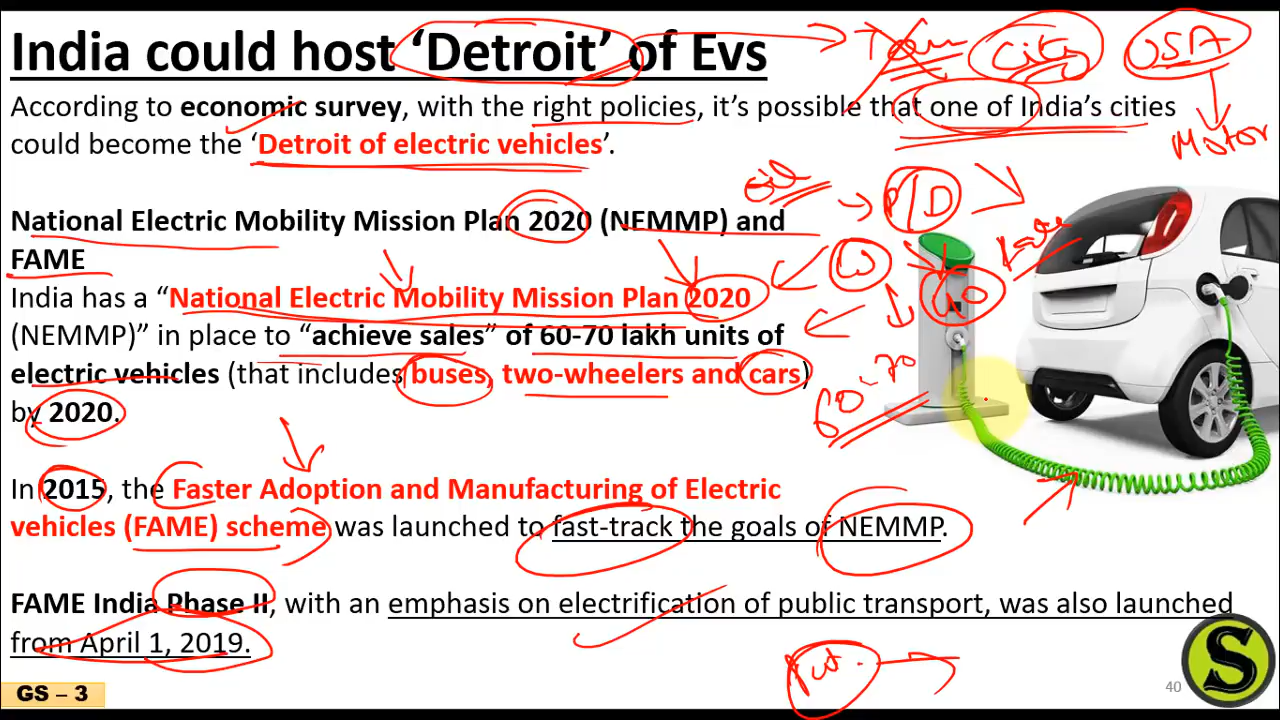 India could host ‘Detroit’ of Evs
City
USA
According to economic survey, with the right policies, it’s possible that one of India’s cities
could become the ‘Detroit of electric vehicles’.
Motor
oil
P/D
National Electric Mobility Mission Plan 2020 (NEMMP) and
FAME
India has a “National Electric Mobility Mission Plan 2020
(NEMMP)” in place to “achieve sales” of 60-70 lakh units of
electric vehicles (that includes buses, two-wheelers and cars)
by 2020.
60-70
In 2015, the Faster Adoption and Manufacturing of Electric
vehicles (FAME) scheme was launched to fast-track the goals of NEMMP.
FAME India Phase II, with an emphasis on electrification of public transport, was also launched
from April 1, 2019.
S
GS – 3
40